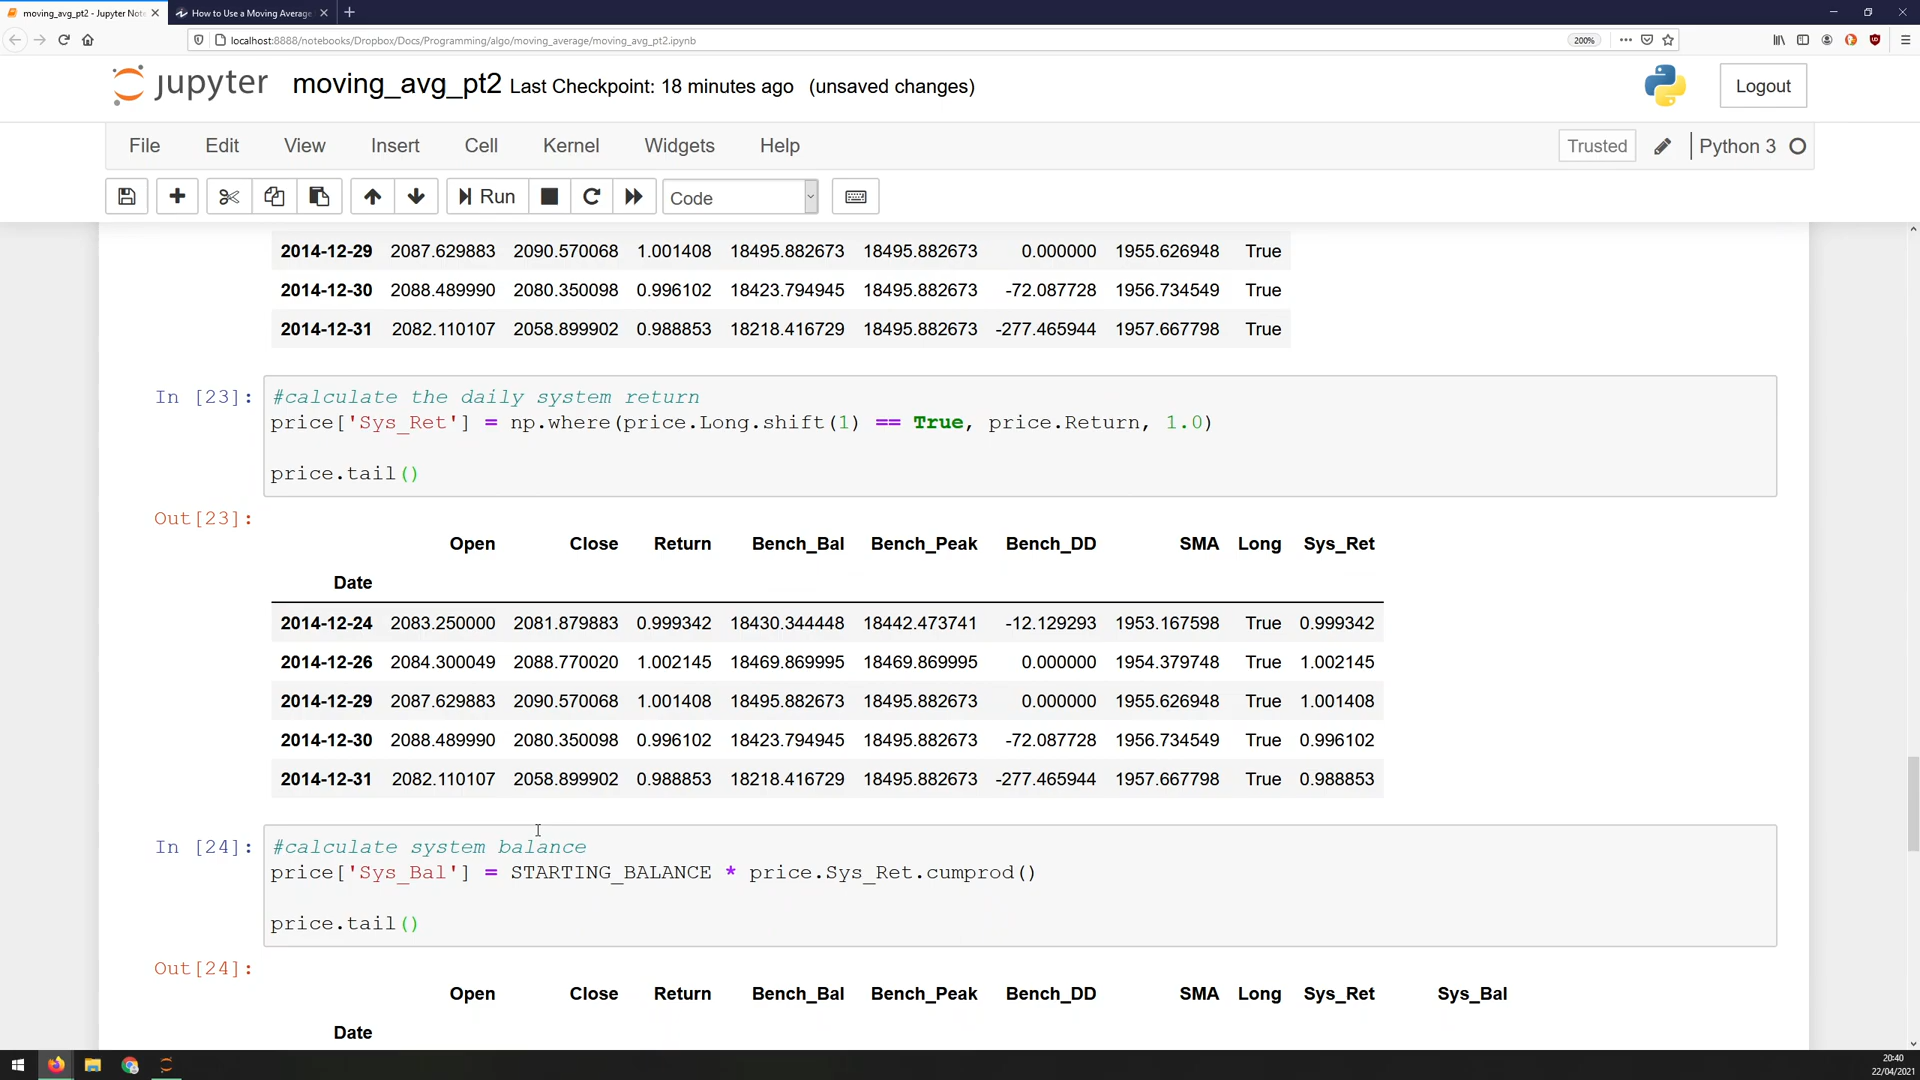 moving_avg_pt2 - Jupyter Note
How to Use a Moving Average
localhost:8888/notebooks/Dropbox/Docs/Programming/algo/moving_average/moving_avg_pt2.ipynb
200%
jupyter moving_avg_pt2 Last Checkpoint: 18 minutes ago (unsaved changes)
Logout
File Edit View Insert Cell Kernel Widgets Help
Trusted Python 3
Run Code
2014-12-29 2087.629883 2090.570068 1.001408 18495.882673 18495.882673 0.000000 1955.626948 True
2014-12-30 2088.489990 2080.350098 0.996102 18423.794945 18495.882673 -72.087728 1956.734549 True
2014-12-31 2082.110107 2058.899902 0.988853 18218.416729 18495.882673 -277.465944 1957.667798 True
In [23]: #calculate the daily system return
price['Sys_Ret'] = np.where(price.Long.shift(1) == True, price.Return, 1.0)
price.tail()
Out[23]:
Open Close Return Bench_Bal Bench_Peak Bench_DD SMA Long Sys_Ret
Date
2014-12-24 2083.250000 2081.879883 0.999342 18430.344448 18442.473741 -12.129293 1953.167598 True 0.999342
2014-12-26 2084.300049 2088.770020 1.002145 18469.869995 18469.869995 0.000000 1954.379748 True 1.002145
2014-12-29 2087.629883 2090.570068 1.001408 18495.882673 18495.882673 0.000000 1955.626948 True 1.001408
2014-12-30 2088.489990 2080.350098 0.996102 18423.794945 18495.882673 -72.087728 1956.734549 True 0.996102
2014-12-31 2082.110107 2058.899902 0.988853 18218.416729 18495.882673 -277.465944 1957.667798 True 0.988853
In [24]: #calculate system balance
price['Sys_Bal'] = STARTING_BALANCE * price.Sys_Ret.cumprod()
price.tail()
Out[24]:
Open Close Return Bench_Bal Bench_Peak Bench_DD SMA Long Sys_Ret Sys_Bal
Date
20:40
22/04/2021